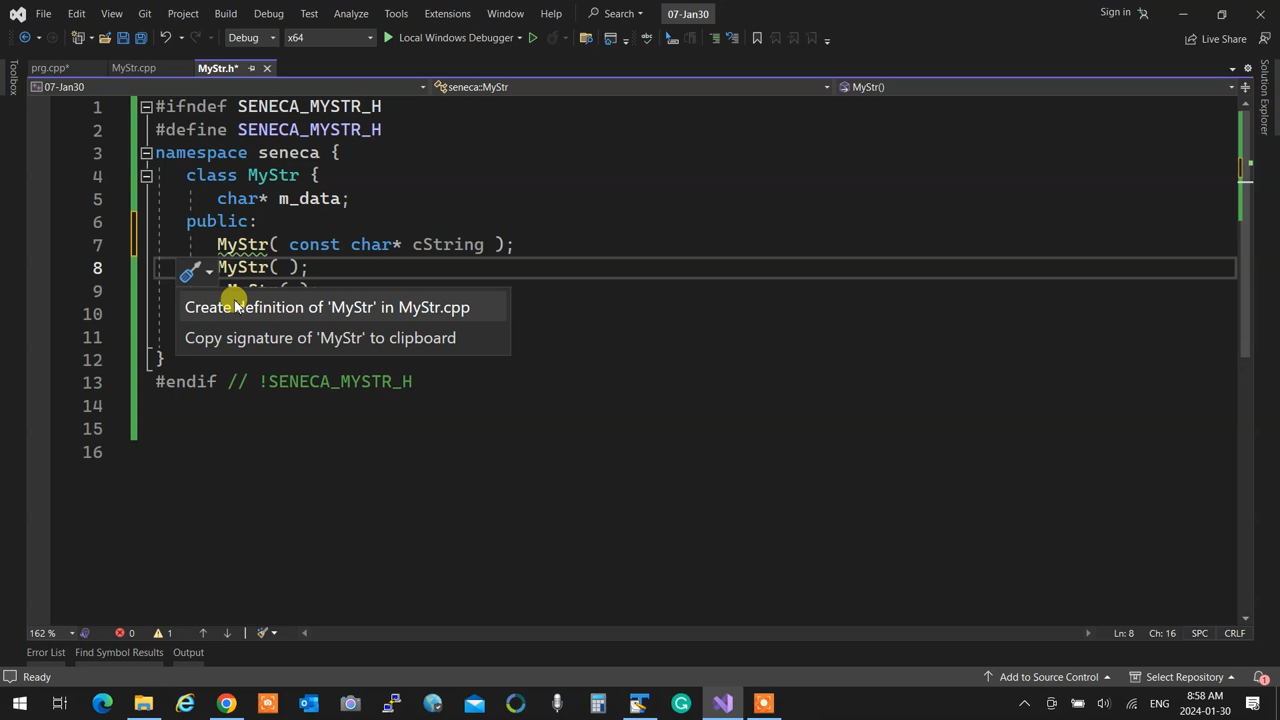 File Edit View Git Project Build Debug Test Analyze Tools Extensions Window Help Search 07-Jan30 Sign in
Debug x64 Local Windows Debugger Live Share
prg.cpp* MyStr.cpp MyStr.h*
07-Jan30 seneca::MyStr MyStr()
Toolbox
Solution Explorer
1 #ifndef SENECA_MYSTR_H
2 #define SENECA_MYSTR_H
3 namespace seneca {
4 class MyStr {
5 char* m_data;
6 public:
7 MyStr( const char* cString );
8 MyStr( );
9
10 Create definition of 'MyStr' in MyStr.cpp
11 Copy signature of 'MyStr' to clipboard
12 }
13 #endif // !SENECA_MYSTR_H
14
15
16
162 % 0 1 Ln: 8 Ch: 16 SPC CRLF
Error List Find Symbol Results Output
Ready Add to Source Control Select Repository 1
ENG 8:58 AM
2024-01-30